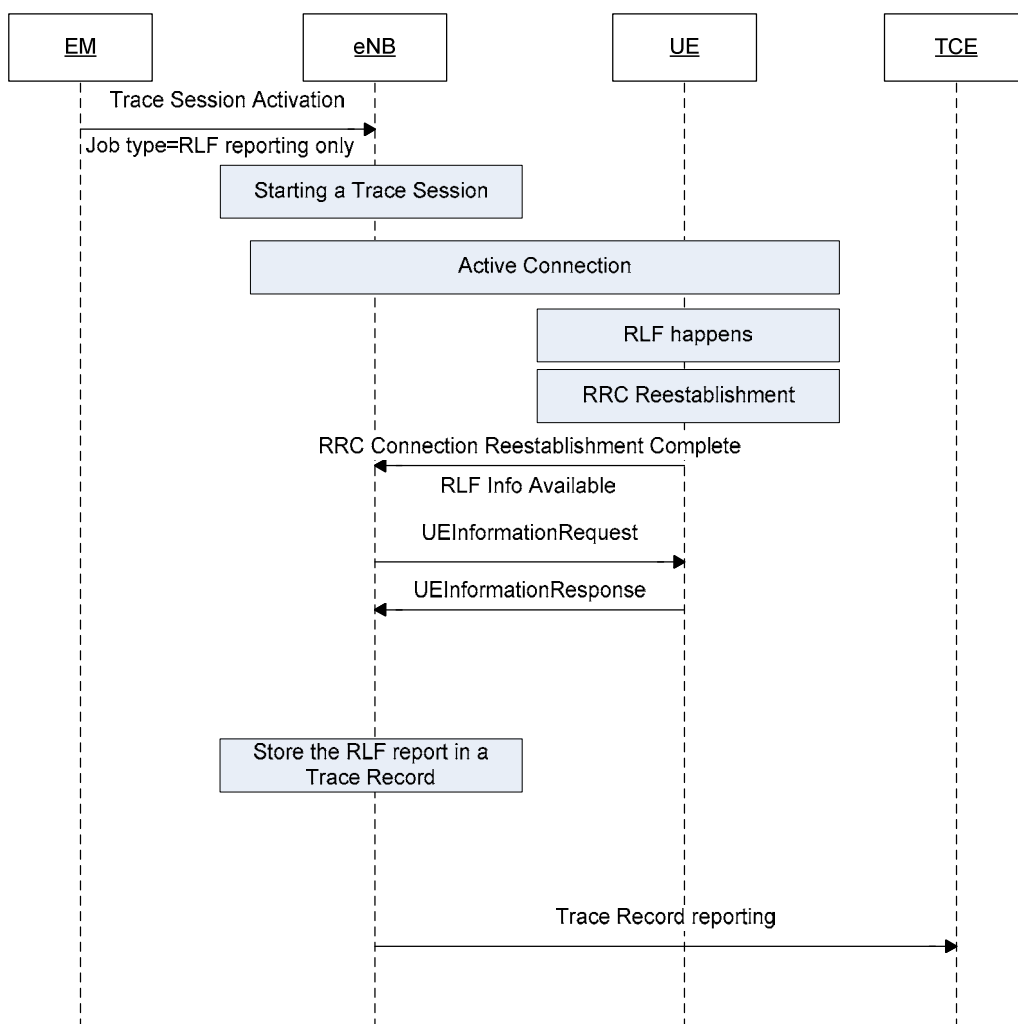 EM
eNB
UE
TCE
Trace Session Activation
Job type=RLF reporting only
Starting a Trace Session
Active Connection
RLF happens
RRC Reestablishment
RRC Connection Reestablishment Complete
RLF Info Available
UEInformationRequest
UEInformationResponse
Store the RLF report in a
Trace Record
Trace Record reporting